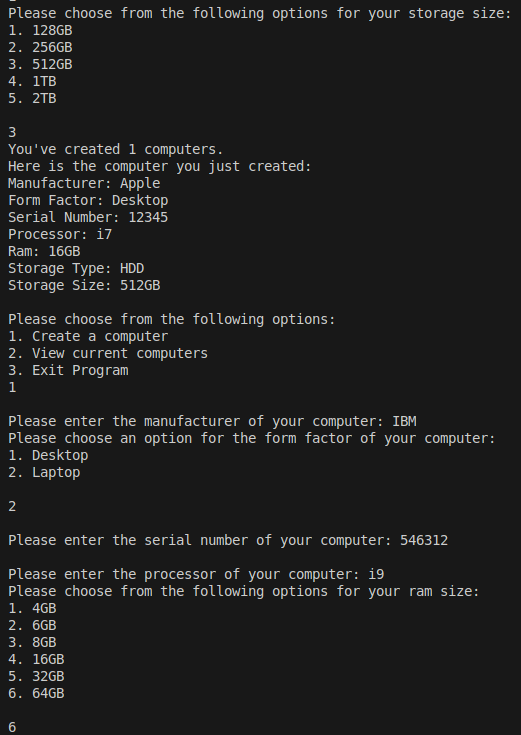 Please choose from the following options for your storage size:
1. 128GB
2. 256GB
3. 512GB
4. 1TB
5. 2TB
3
You've created 1 computers.
Here is the computer you just created:
Manufacturer: Apple
Form Factor: Desktop
Serial Number: 12345
Processor: i7
Ram: 16GB
Storage Type: HDD
Storage Size: 512GB
Please choose from the following options:
1. Create a computer
2. View current computers
3. Exit Program
1
Please enter the manufacturer of your computer: IBM
Please choose an option for the form factor of your computer:
1. Desktop
2. Laptop
2
Please enter the serial number of your computer: 546312
Please enter the processor of your computer: i9
Please choose from the following options for your ram size:
1. 4GB
2. 6GB
3. 8GB
4. 16GB
5. 32GB
6. 64GB
6